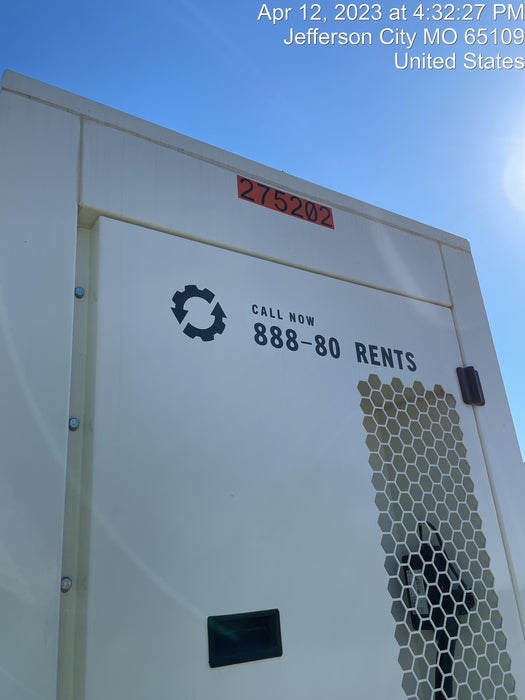 Apr 12, 2023 at 4:32:27 PM
Jefferson City MO 65109
United States
275202
CALL NOW
888-80 RENTS